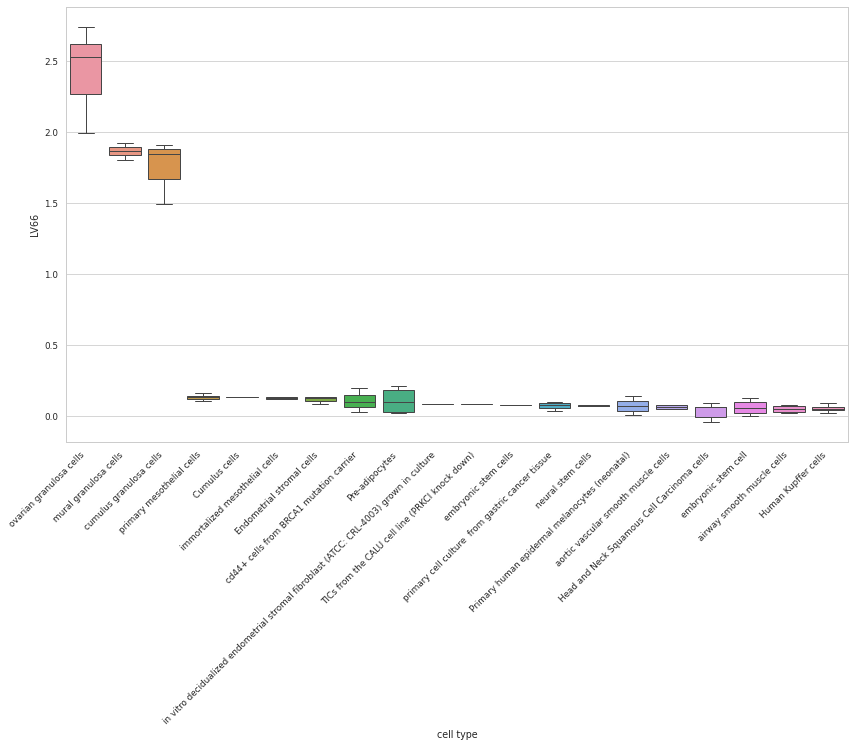 2.5
2.0
1.5
1.0
0.5
0.0
LV66
ovarian granulosa cells
mural granulosa cells
cumulus granulosa cells
primary mesothelial cells
Cumulus cells
immortalized mesothelial cells
Endometrial stromal cells
cd44+ cells from BRCA1 mutation carrier
Pre-adipocytes
in vitro decidualized endometrial stromal fibroblast (ATCC: CRL-4003) grown in culture
TICs from the CALU cell line (PRKCI knock down)
embryonic stem cells
primary cell culture  from gastric cancer tissue
neural stem cells
Primary human epidermal melanocytes (neonatal)
aortic vascular smooth muscle cells
Head and Neck Squamous Cell Carcinoma cells
embryonic stem cell
airway smooth muscle cells
Human Kupffer cells
cell type